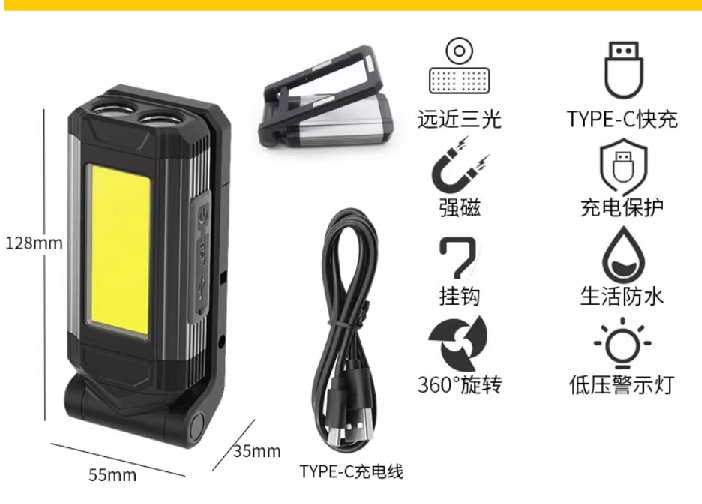 远近三光
TYPE-C快充
强磁
充电保护
128mm
挂钩
生活防水
360°旋转
低压警示灯
35mm
55mm
TYPE-C充电线